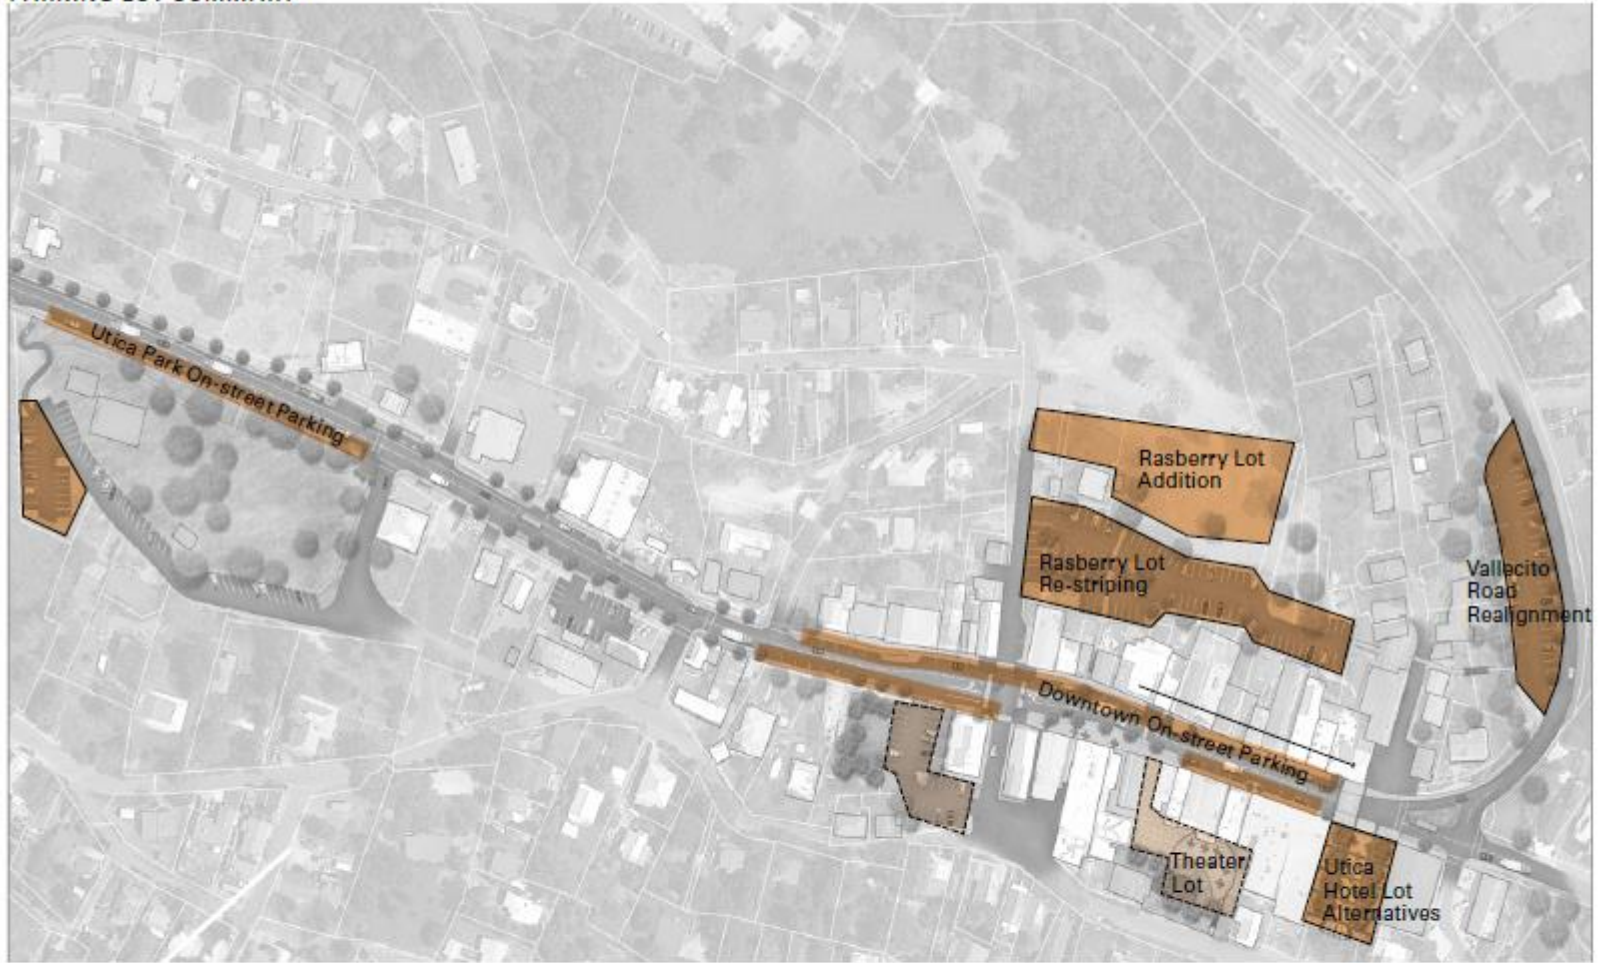 Utica Park On-street Parking
Rasberry Lot
Addition
Rasberry Lot
Re-striping
Vallecito
Road
Realignment
Downtown On-street Parking
Theater
Lot
Utica
Hotel Lot
Alternatives